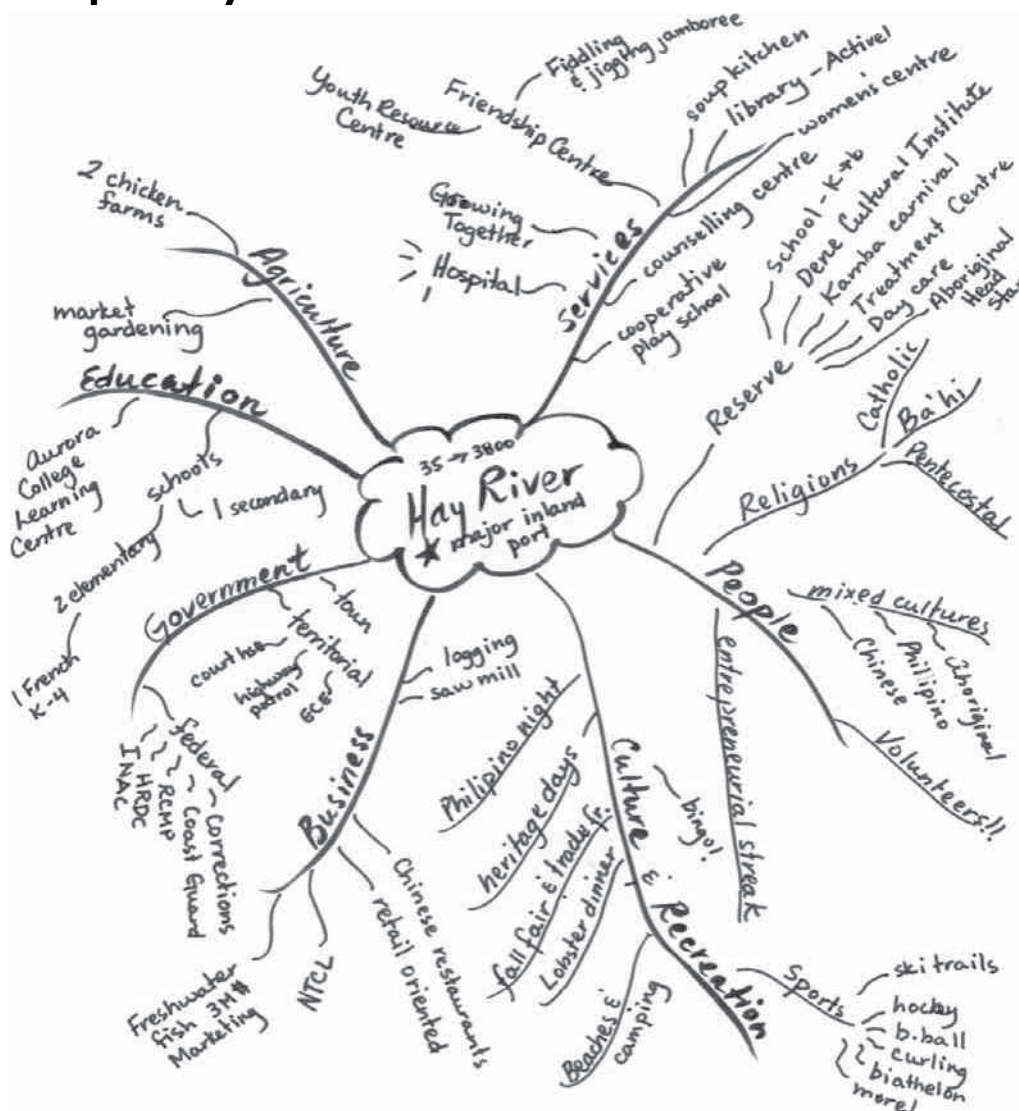 35 → 3800
Hay River
★ major inland
port
Services
Fiddling
& jigging jamboree
Friendship Centre
Youth Resource
Centre
soup kitchen
library - Active!
women's centre
Growing
Together
Hospital
counselling centre
cooperative
play school
Reserve
school - K→6
Dene Cultural Institute
Kamba carnival
Treatment Centre
Day care
Aboriginal
Head
People
Religions
Catholic
Ba'hi
Pentecostal
mixed cultures
Chinese
Phillipino
Aboriginal
Volunteers!!
entrepreneurial streak
Culture & Recreation
Philipino night
heritage days
fall fair & trade fr.
Lobster dinner
Beaches &
camping
bingo!
Sports
ski trails
hockey
b.ball
curling
biathelon
more!
Business
logging
saw mill
Chinese restaurants
retail oriented
NTCL
Freshwater
fish 3M$
Marketing
Government
town
territorial
court hse
highway
patrol
ECE
federal
Corrections
Coast Guard
RCMP
HRDC
INAC
Education
Aurora
College
Learning
Centre
schools
1 secondary
2 elementary
1 French
K-4
Agriculture
2 chicken
farms
market
gardening